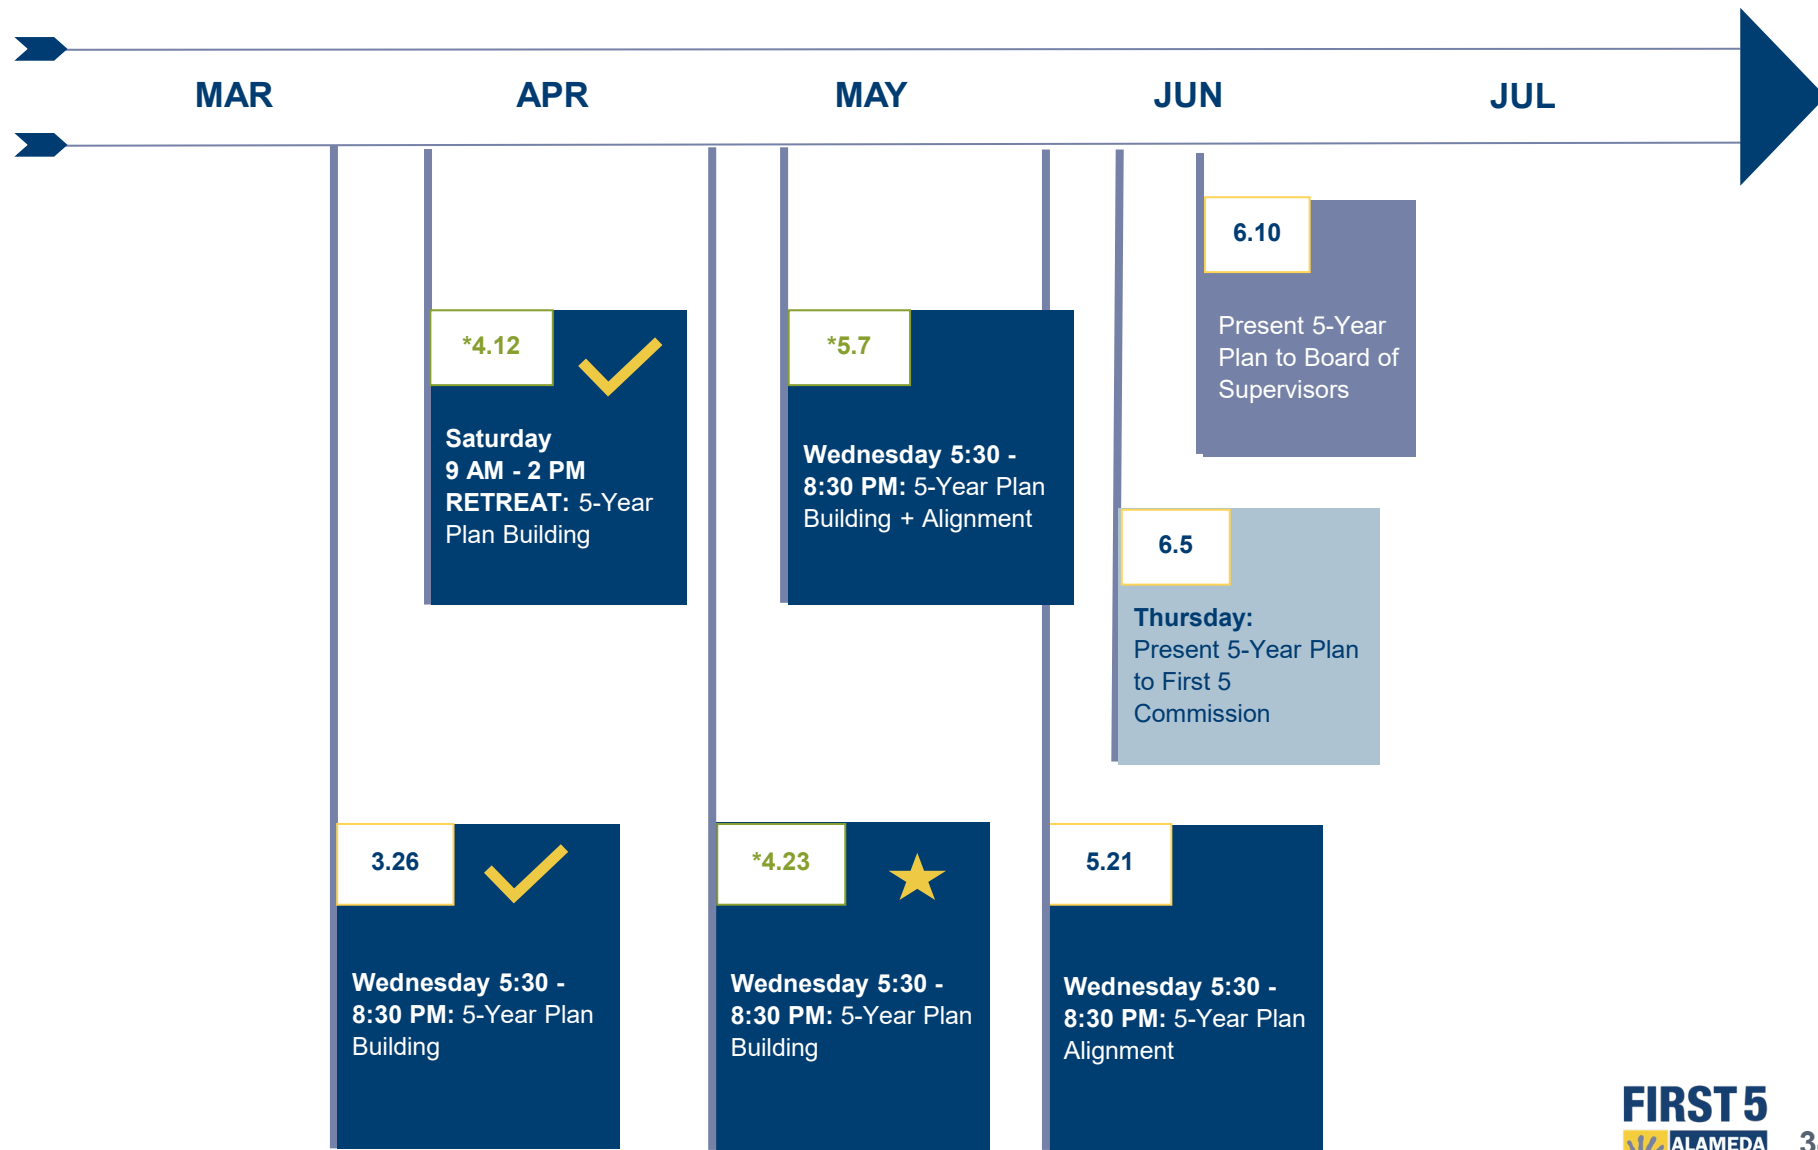 MAR
APR
MAY
JUN
JUL
6.10
Present 5-Year
Plan to Board of
Supervisors
*4.12
Saturday
9 AM - 2 PM
RETREAT: 5-Year
Plan Building
*5.7
Wednesday 5:30 -
8:30 PM: 5-Year Plan
Building + Alignment
6.5
Thursday:
Present 5-Year Plan
to First 5
Commission
3.26
Wednesday 5:30 -
8:30 PM: 5-Year Plan
Building
*4.23
Wednesday 5:30 -
8:30 PM: 5-Year Plan
Building
5.21
Wednesday 5:30 -
8:30 PM: 5-Year Plan
Alignment
FIRST 5
ALAMEDA